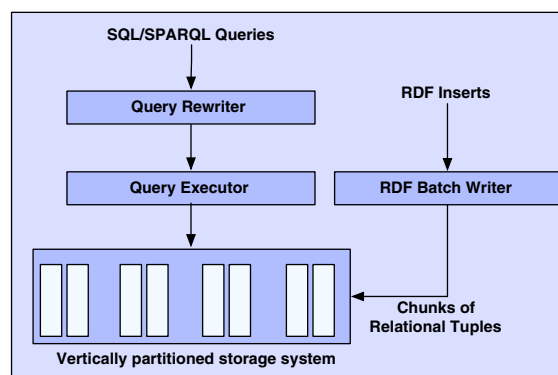 SQL/SPARQL Queries
Query Rewriter
Query Executor
RDF Inserts
RDF Batch Writer
Chunks of
Relational Tuples
Vertically partitioned storage system